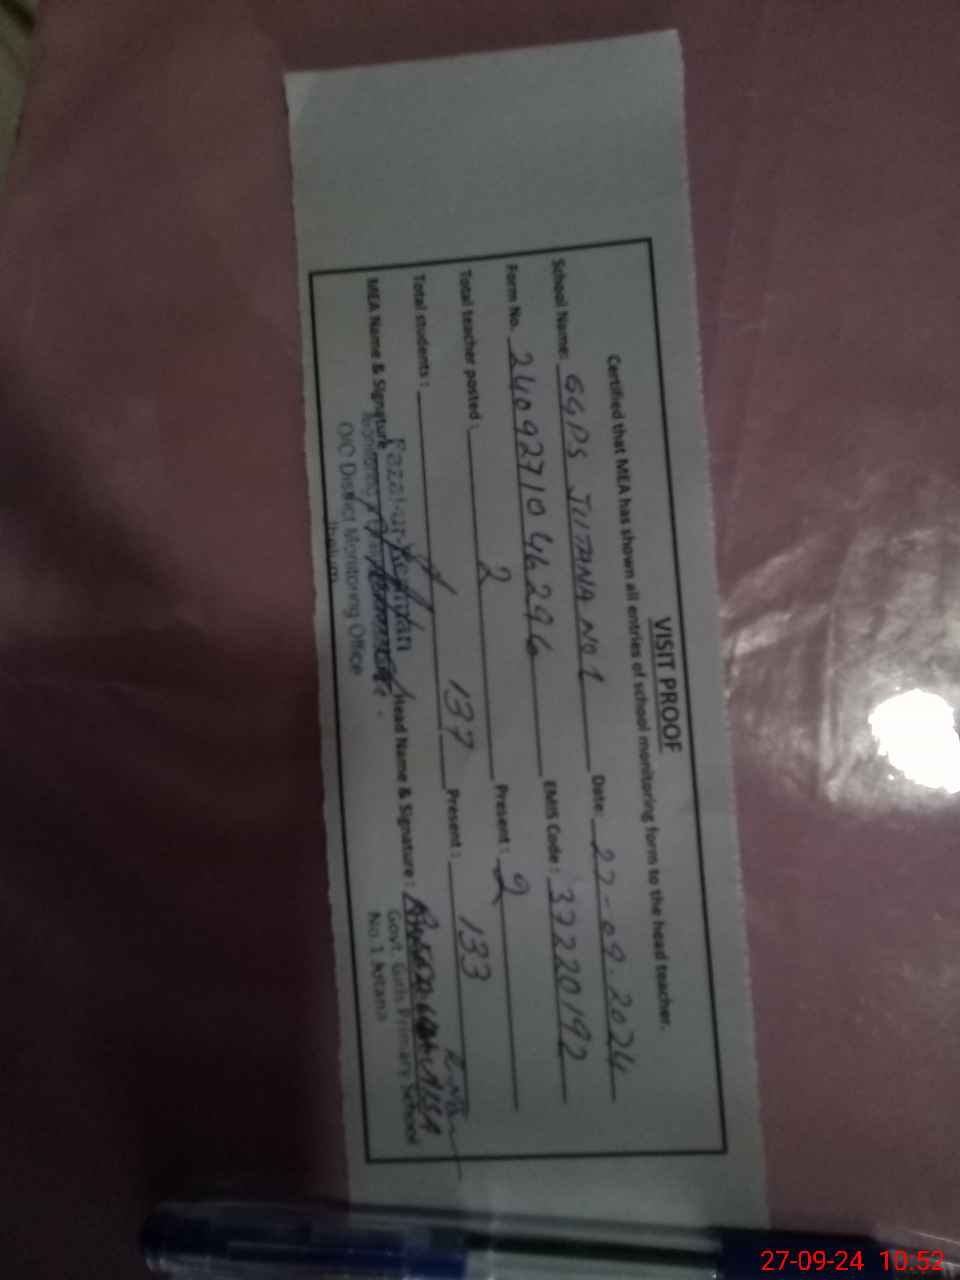 VISIT PROOF
Certified that MEA has shown all entries of school monitoring form to the head teacher.
School Name: GGPS JUTANA NO 1 Date: 27-09-2024
Form No. 24092710 46296 EMIS Code: 37220192
Total teacher posted: 2 Present: 2
Total students: 137 Present: 133
MEA Name & Signature Head Name & Signature:
Fazal-ur-Rehman
Monitoring
O/C District Monitoring Office
Jhelum
Govt. Girls Primary School
No.1 Jutana
27-09-24 10:52